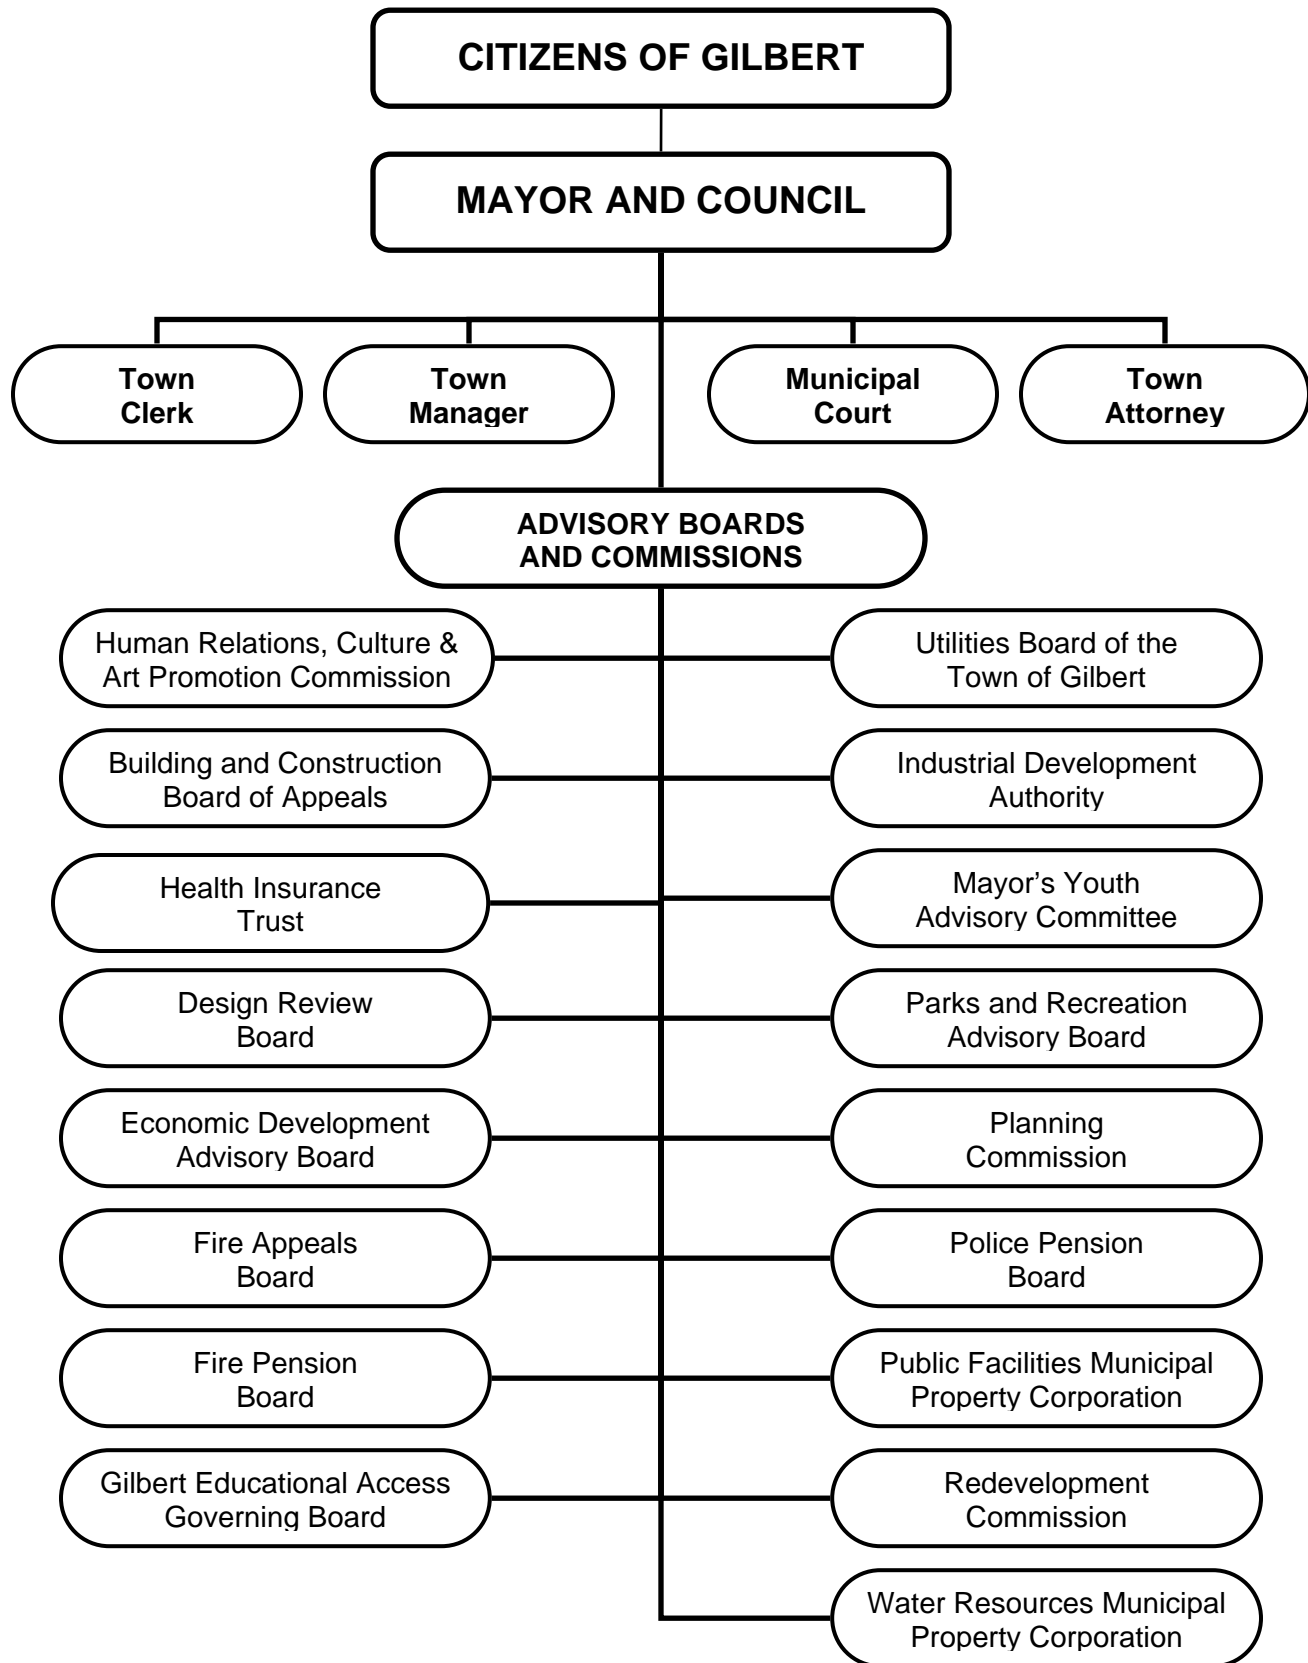 CITIZENS OF GILBERT
MAYOR AND COUNCIL
Town
Clerk
Town
Manager
Municipal
Court
Town
Attorney
ADVISORY BOARDS
AND COMMISSIONS
Human Relations, Culture &
Art Promotion Commission
Utilities Board of the
Town of Gilbert
Building and Construction
Board of Appeals
Industrial Development
Authority
Health Insurance
Trust
Mayor’s Youth
Advisory Committee
Design Review
Board
Parks and Recreation
Advisory Board
Economic Development
Advisory Board
Planning
Commission
Fire Appeals
Board
Police Pension
Board
Fire Pension
Board
Public Facilities Municipal
Property Corporation
Gilbert Educational Access
Governing Board
Redevelopment
Commission
Water Resources Municipal
Property Corporation